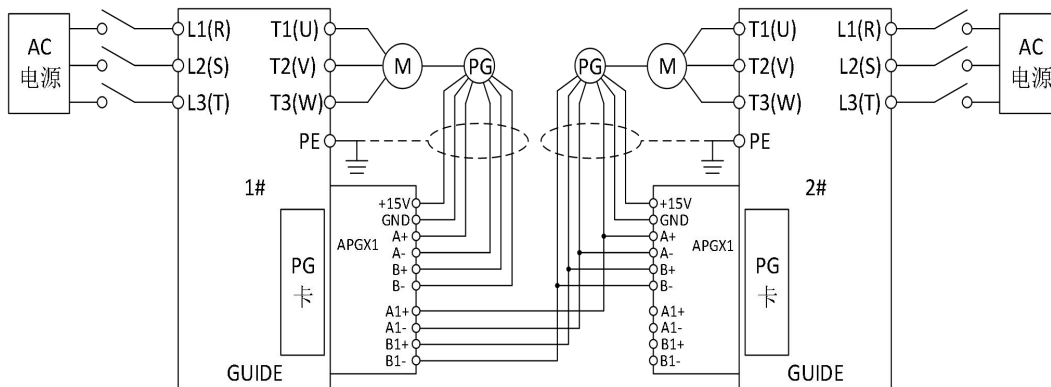 AC
电源
L1(R)
L2(S)
L3(T)
T1(U)
T2(V)
T3(W)
PE
M
PG
1#
PG
卡
APGX1
+15V
GND
A+
A-
B+
B-
A1+
A1-
B1+
B1-
GUIDE
PG
M
T1(U)
T2(V)
T3(W)
PE
L1(R)
L2(S)
L3(T)
AC
电源
2#
+15V
GND
A+
A-
B+
B-
A1+
A1-
B1+
B1-
APGX1
PG
卡
GUIDE